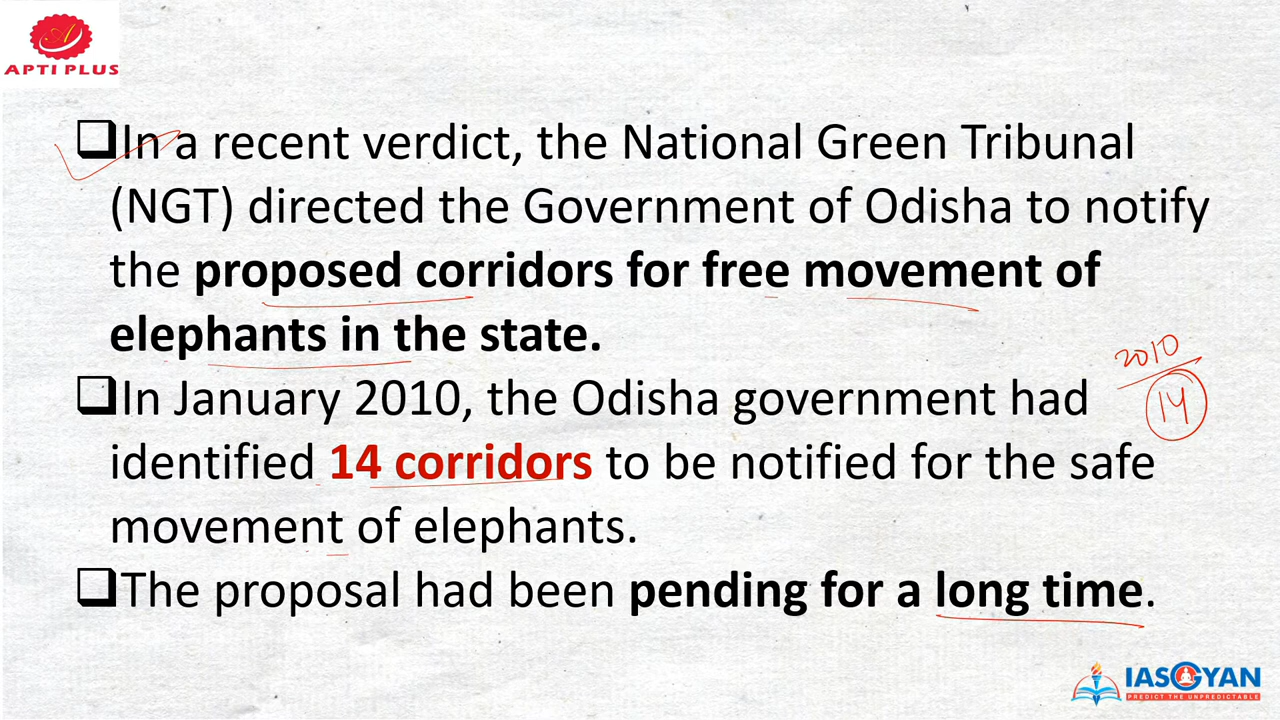 A
APTI PLUS
❑In a recent verdict, the National Green Tribunal
(NGT) directed the Government of Odisha to notify
the proposed corridors for free movement of
elephants in the state.
2010
❑In January 2010, the Odisha government had
14
identified 14 corridors to be notified for the safe
movement of elephants.
❑The proposal had been pending for a long time.
IASGYAN
PREDICT THE UNPREDICTABLE